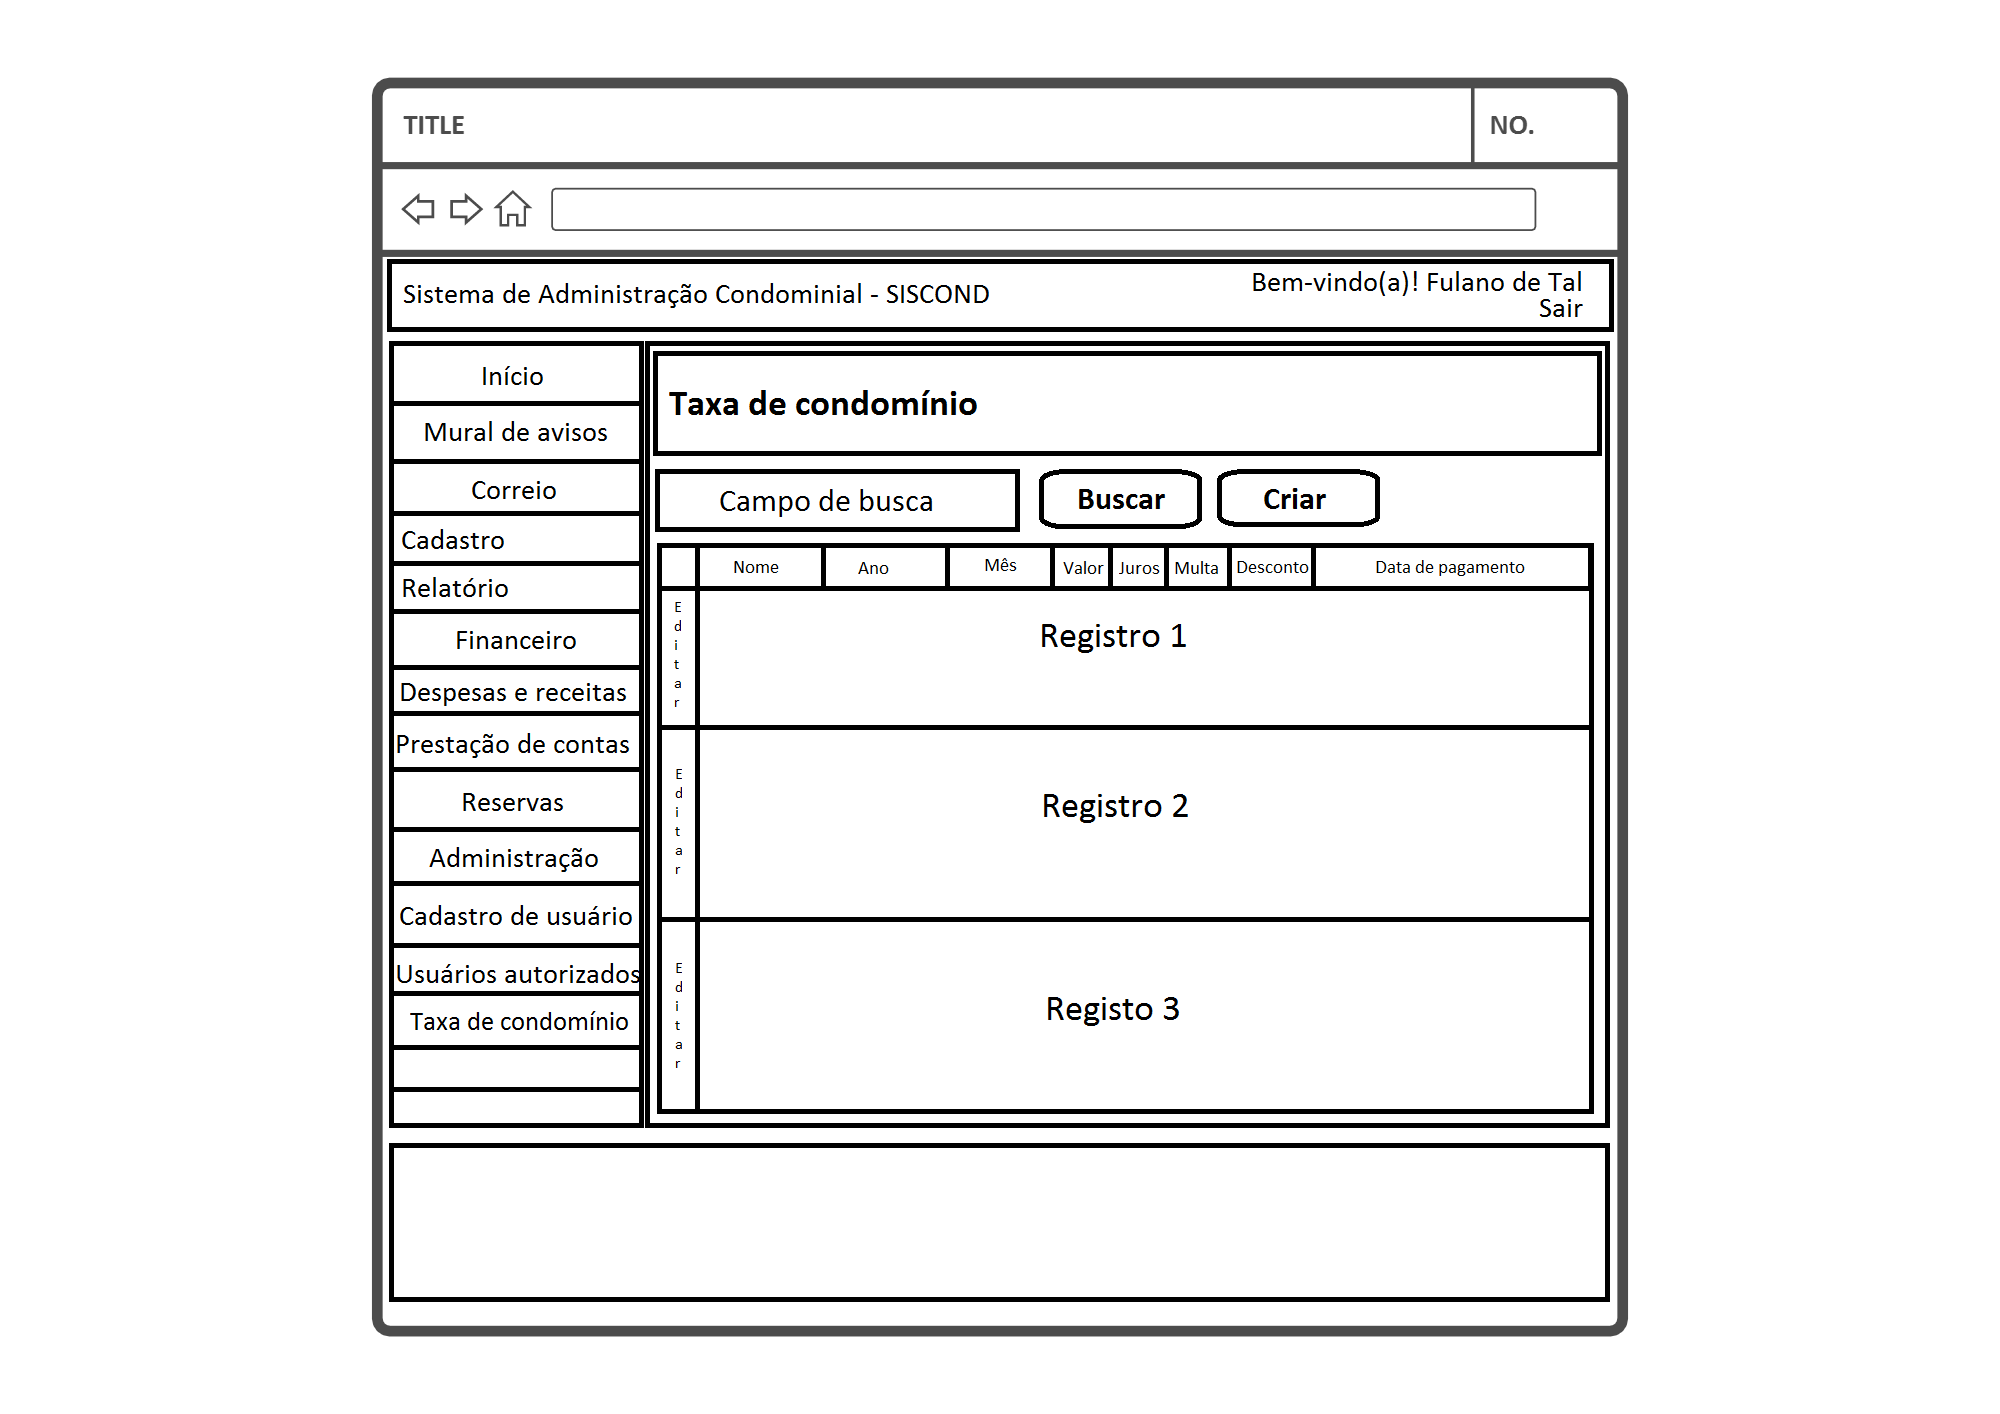 TITLE
NO.
Sistema de Administração Condominial - SISCOND
Bem-vindo(a)! Fulano de Tal
Sair
Início
Mural de avisos
Correio
Cadastro
Relatório
Financeiro
Despesas e receitas
Prestação de contas
Reservas
Administração
Cadastro de usuário
Usuários autorizados
Taxa de condomínio
Taxa de condomínio
Campo de busca
Buscar
Criar
Nome
Ano
Mês
Valor
Juros
Multa
Desconto
Data de pagamento
Editar
Registro 1
Editar
Registro 2
Editar
Registo 3